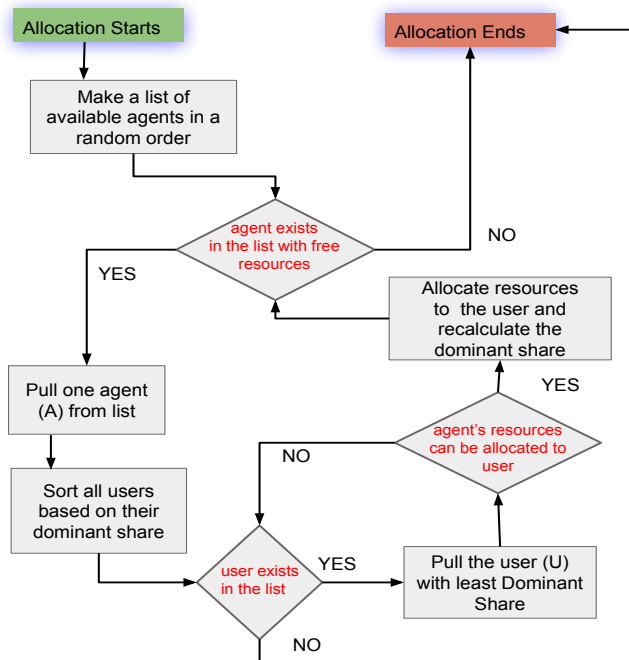 Allocation Starts
Allocation Ends
Make a list of
available agents in a
random order
agent exists
in the list with free
resources
NO
YES
Allocate resources
to the user and
recalculate the
dominant share
Pull one agent
(A) from list
YES
agent's resources
can be allocated to
user
NO
Sort all users
based on their
dominant share
user exists
in the list
YES
Pull the user (U)
with least Dominant
Share
NO